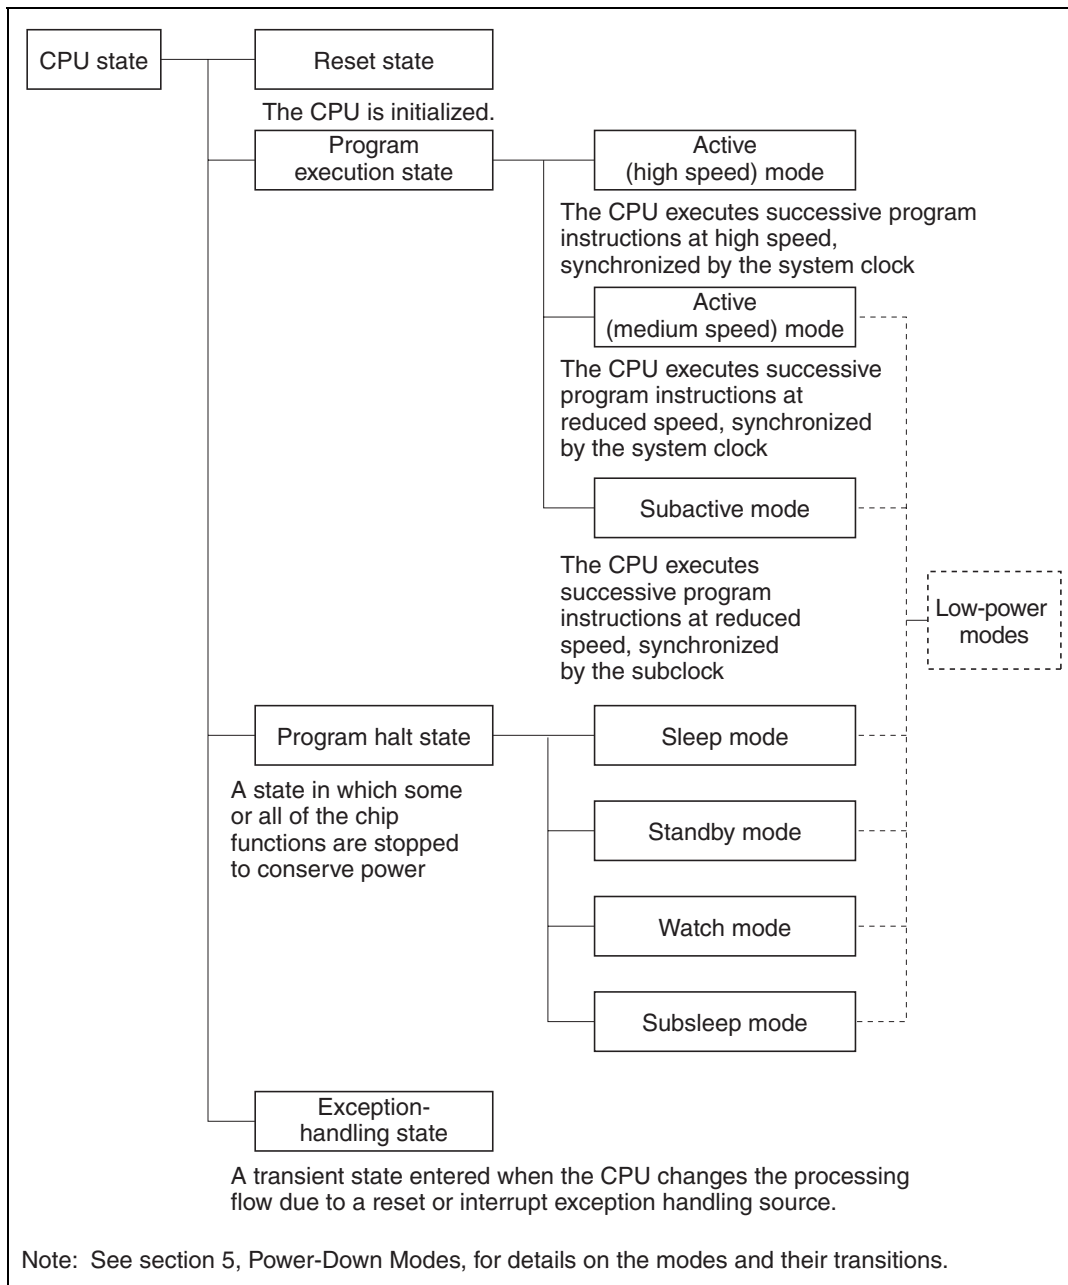 CPU state
Reset state
The CPU is initialized.
Program
execution state
Active
(high speed) mode
The CPU executes successive program
instructions at high speed,
synchronized by the system clock
Active
(medium speed) mode
The CPU executes successive
program instructions at
reduced speed, synchronized
by the system clock
Subactive mode
The CPU executes
successive program
instructions at reduced
speed, synchronized
by the subclock
Low-power
modes
Program halt state
A state in which some
or all of the chip
functions are stopped
to conserve power
Sleep mode
Standby mode
Watch mode
Subsleep mode
Exception-
handling state
A transient state entered when the CPU changes the processing
flow due to a reset or interrupt exception handling source.
Note: See section 5, Power-Down Modes, for details on the modes and their transitions.